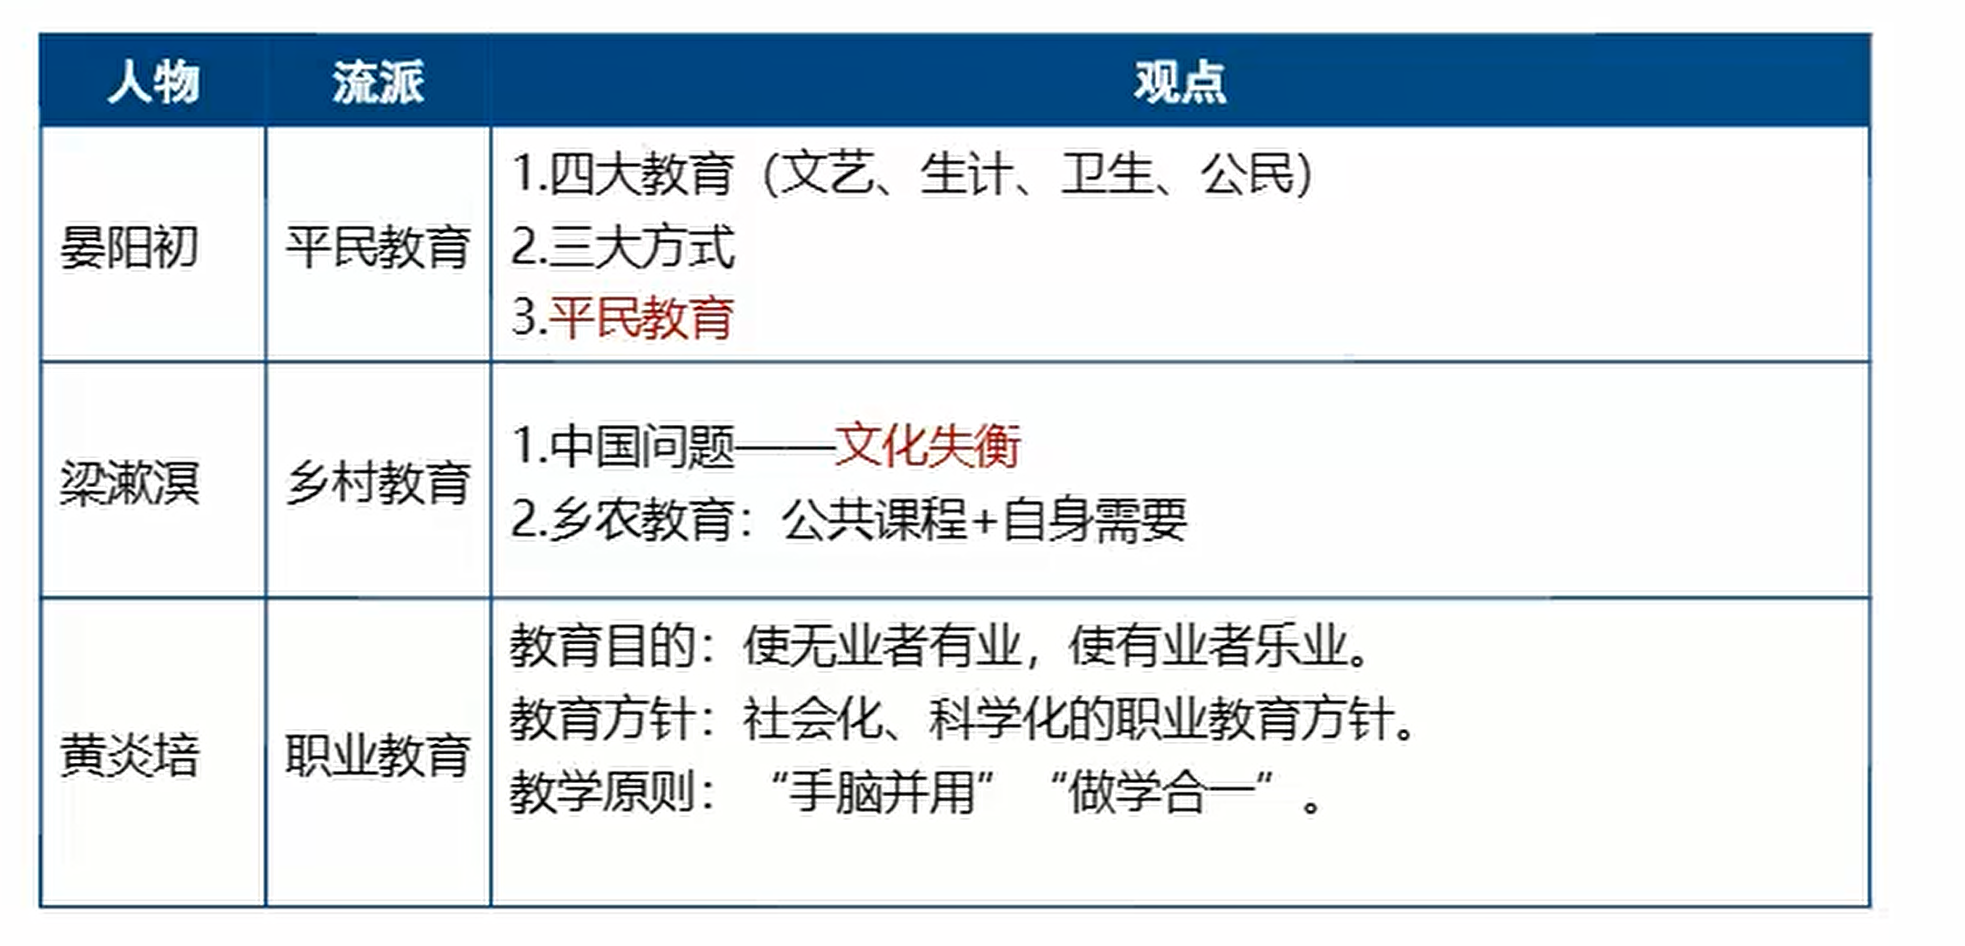 人物 流派 观点
晏阳初 平民教育
1.四大教育（文艺、生计、卫生、公民）
2.三大方式
3.平民教育
梁漱溟 乡村教育
1.中国问题——文化失衡
2.乡农教育：公共课程+自身需要
黄炎培 职业教育
教育目的：使无业者有业，使有业者乐业。
教育方针：社会化、科学化的职业教育方针。
教学原则：“手脑并用”“做学合一”。